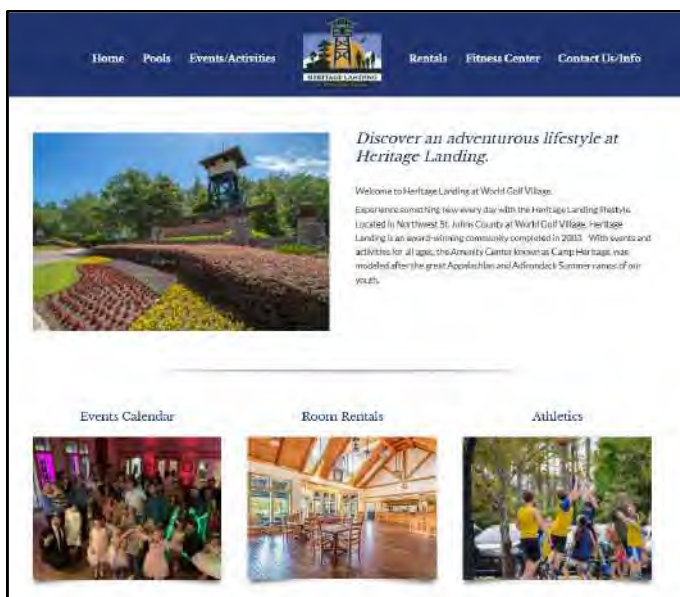 Home Pools Events/Activities
HERITAGE LANDING
Rentals Fitness Center Contact Us/Info
Discover an adventurous lifestyle at
Heritage Landing.
Welcome to Heritage Landing at World Golf Village.
Experience something new every day with the Heritage Landing lifestyle.
Located in Northwest St. Johns County at World Golf Village, Heritage
Landing is an award-winning community completed in 2003. With events and
activities for all ages, the Amenity Center known as Camp Heritage, was
modeled after the great Appalachian and Adirondack Summer camps of our
youth.
Events Calendar
Room Rentals
Athletics